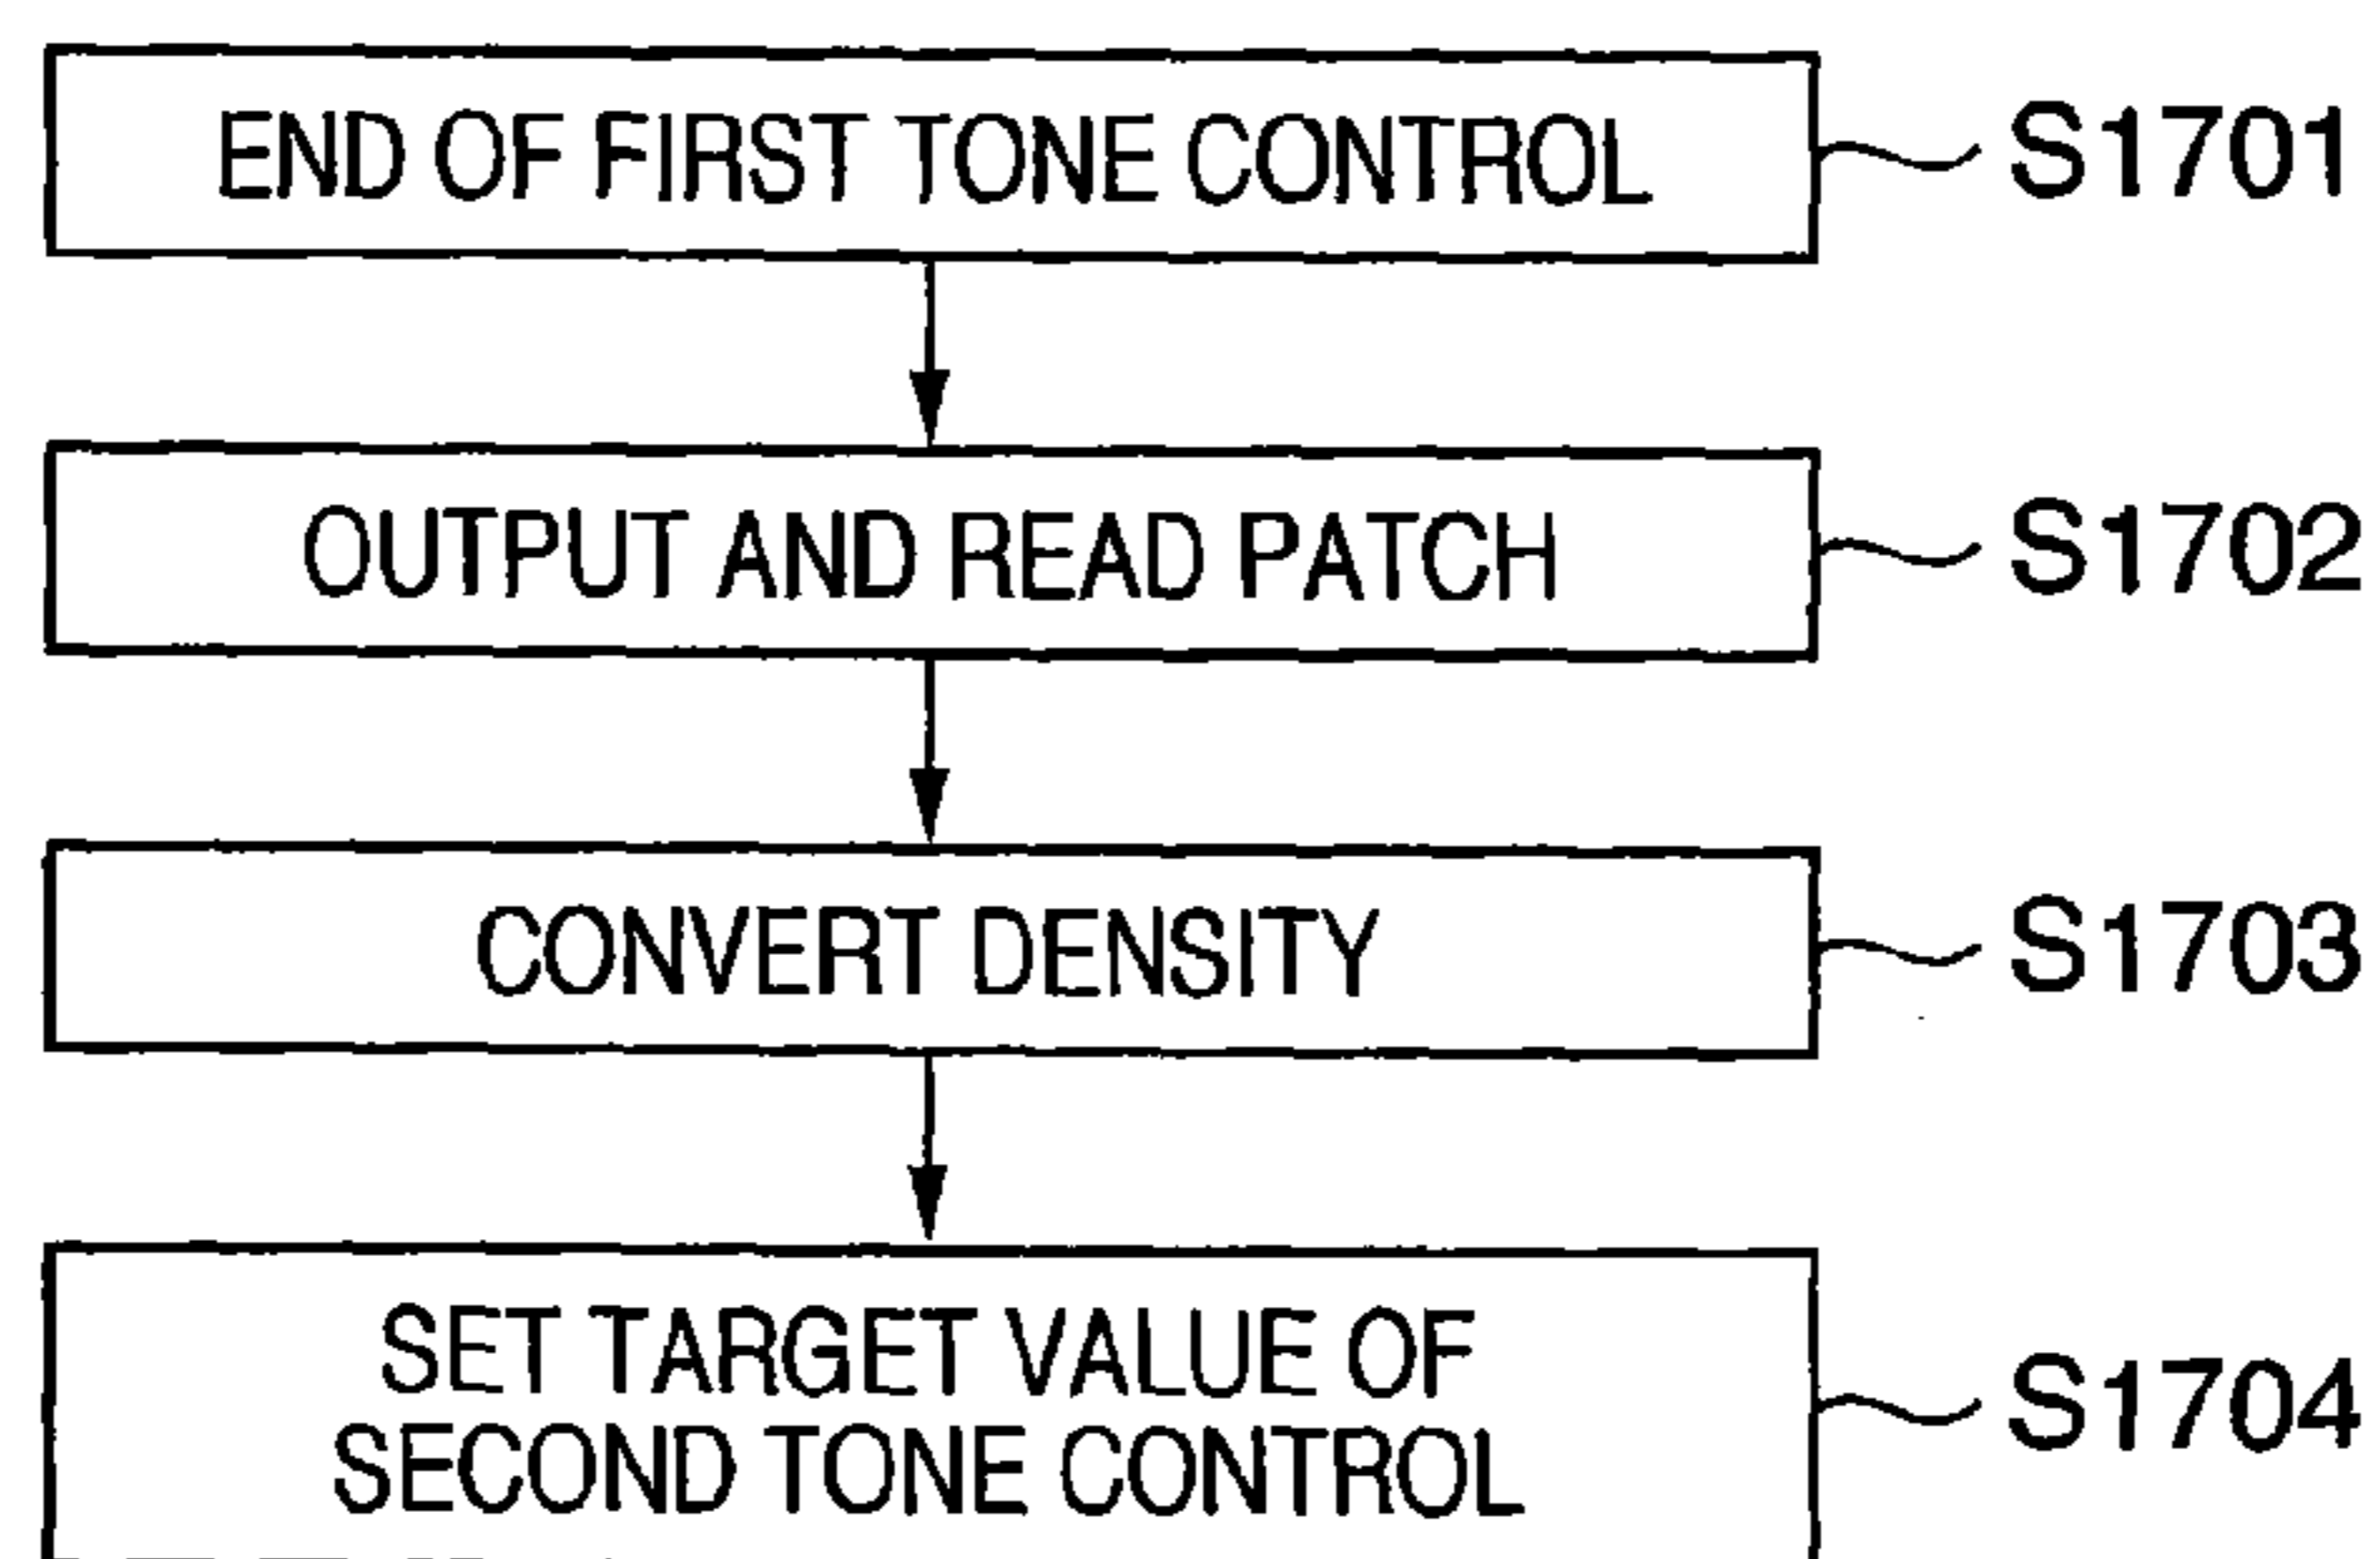 END OF FIRST TONE CONTROL S1701
OUTPUT AND READ PATCH S1702
CONVERT DENSITY S1703
SET TARGET VALUE OF
SECOND TONE CONTROL S1704